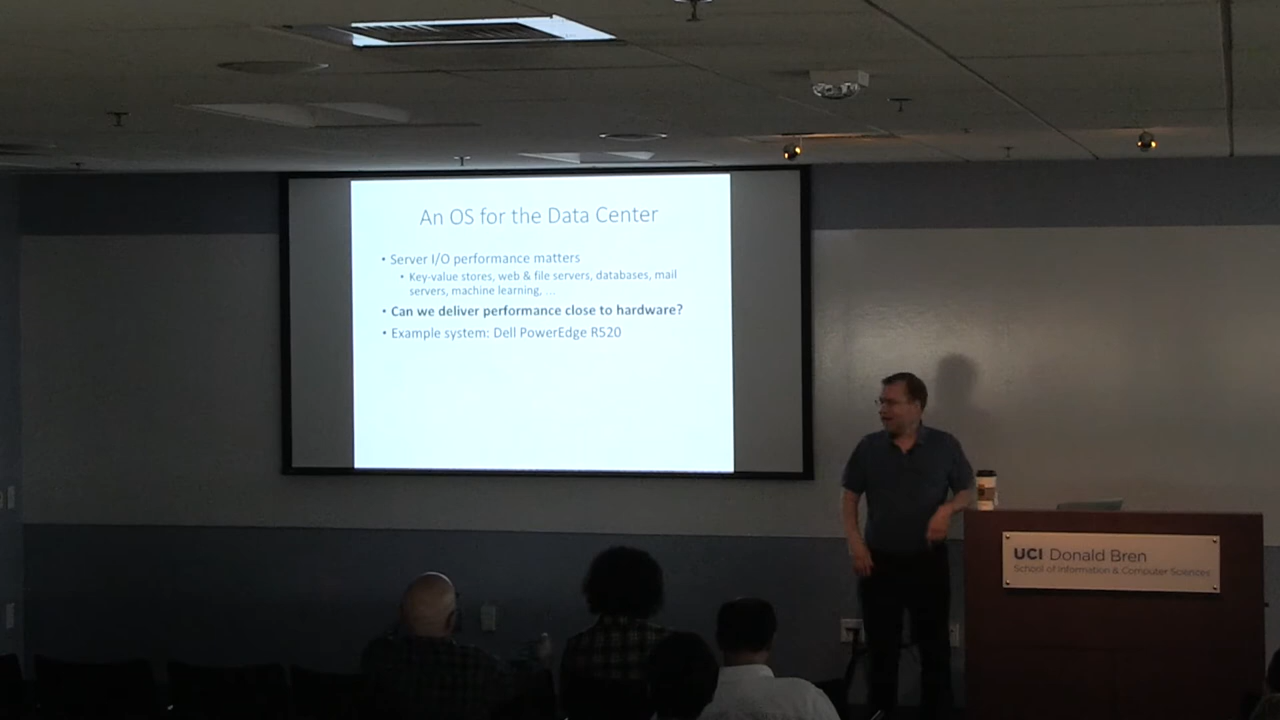 An OS for the Data Center
• Server I/O performance matters
• Key-value stores, web & file servers, databases, mail
servers, machine learning, ...
• Can we deliver performance close to hardware?
• Example system: Dell PowerEdge R520
UCI Donald Bren
School of Information & Computer Sciences